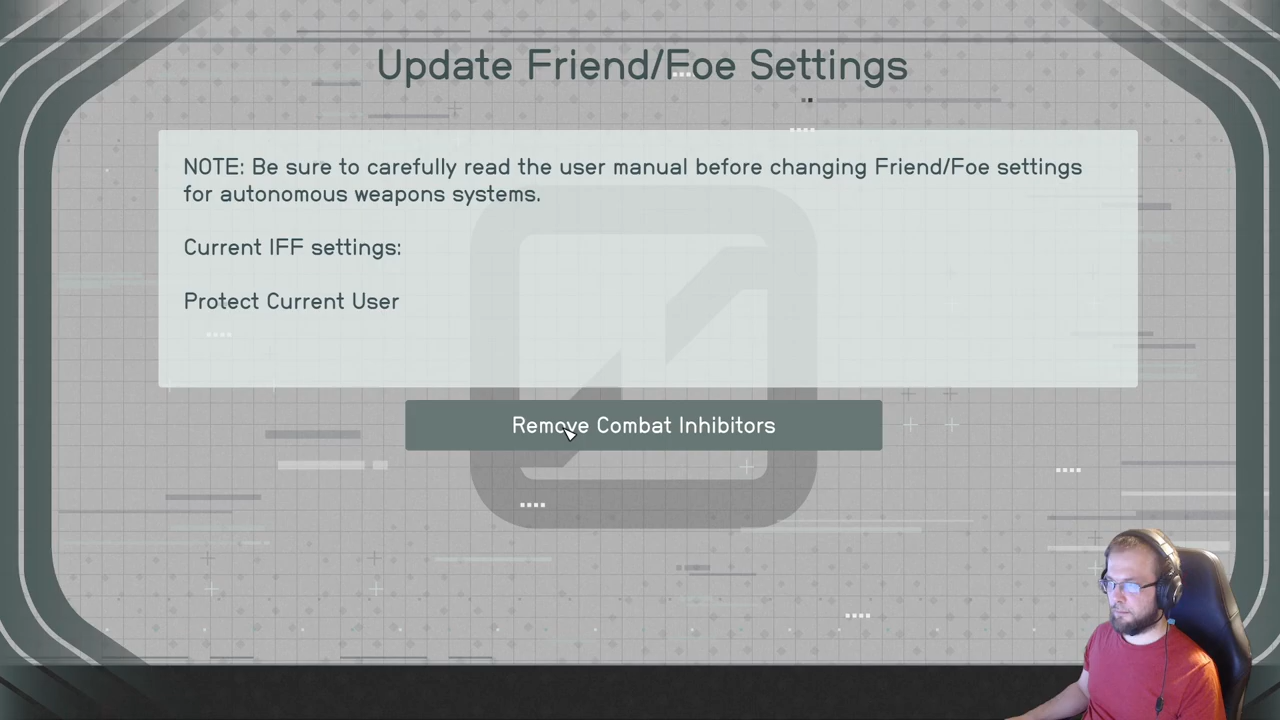 Update Friend/Foe Settings
NOTE: Be sure to carefully read the user manual before changing Friend/Foe settings
for autonomous weapons systems.
Current IFF settings:
Protect Current User
Remove Combat Inhibitors